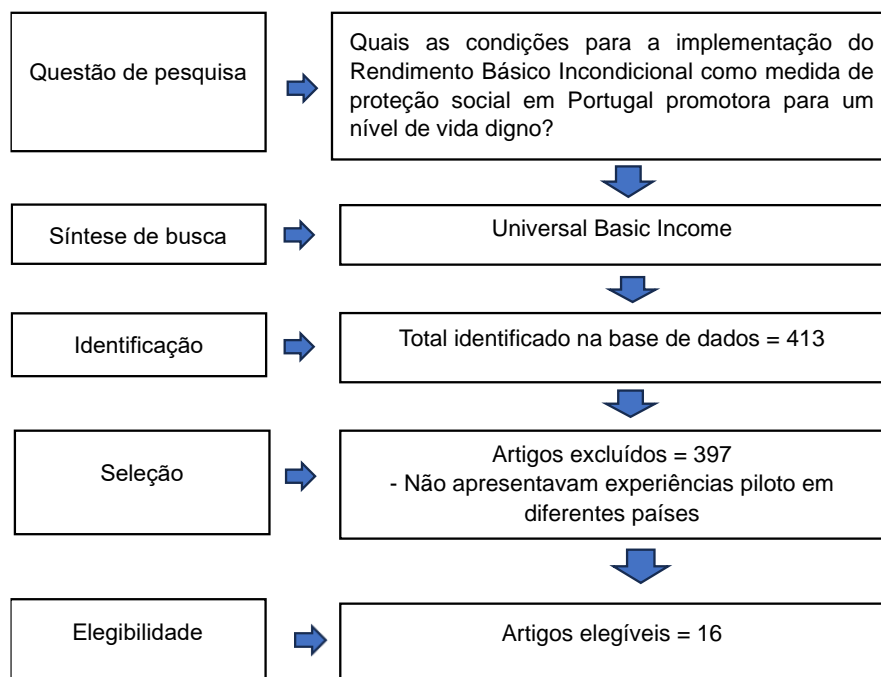 Questão de pesquisa
Quais as condições para a implementação do
Rendimento Básico Incondicional como medida de
proteção social em Portugal promotora para um
nível de vida digno?
Síntese de busca
Universal Basic Income
Identificação
Total identificado na base de dados = 413
Seleção
Artigos excluídos = 397
- Não apresentavam experiências piloto em
diferentes países
Elegibilidade
Artigos elegíveis = 16